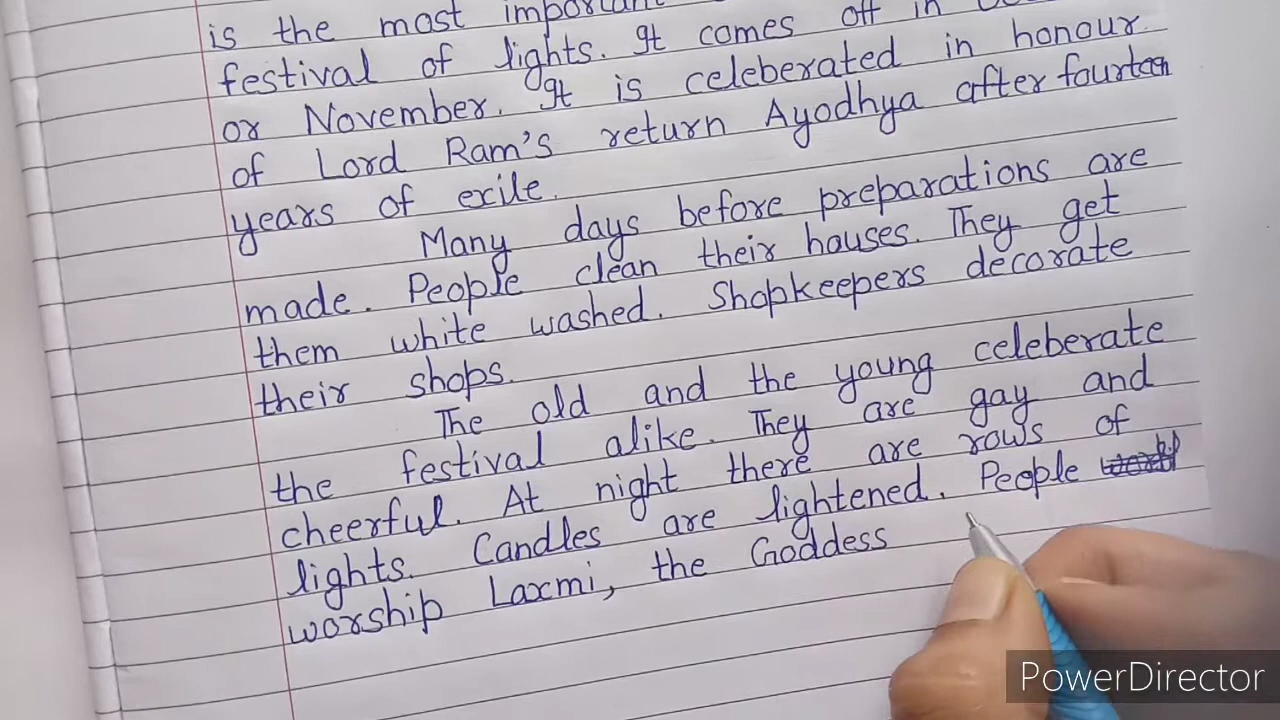 is the most important
festival of lights. It comes off in
or November. It is celeberated in honour
of Lord Ram's return Ayodhya after fourteen
years of exile.
Many days before preparations are
made. People clean their houses. They get
them white washed. Shopkeepers decorate
their shops.
The old and the young celeberate
the festival alike. They are gay and
cheerful. At night there are rows of
lights. Candles are lightened. People
worship Laxmi, the Goddess
PowerDirector